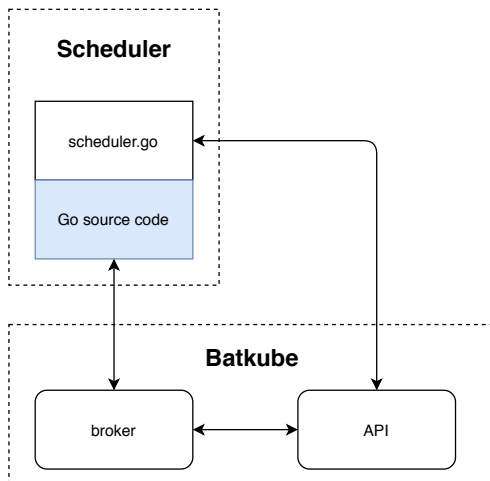 Scheduler
scheduler.go
Go source code
Batkube
broker
API